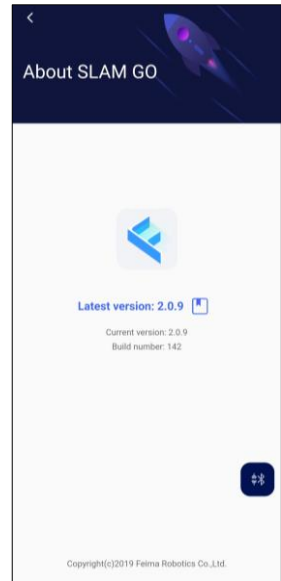 About SLAM GO
Latest version: 2.0.9
Current version: 2.0.9
Build number: 142
Copyright(c)2019 Feima Robotics Co.,Ltd.